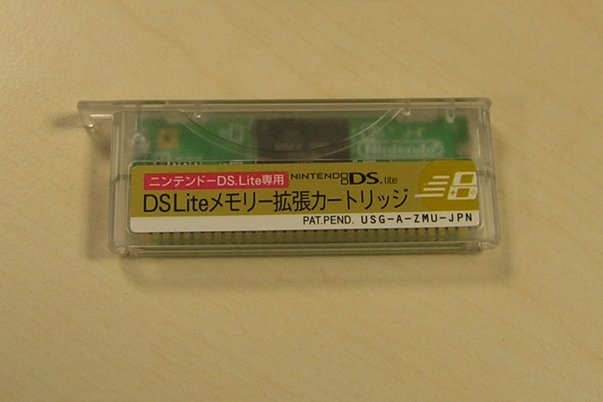 Nintendo
ニンテンドーDS Lite専用 NINTENDO DS. lite
DS Liteメモリー拡張カートリッジ
PAT.PEND. USG-A-ZMU-JPN